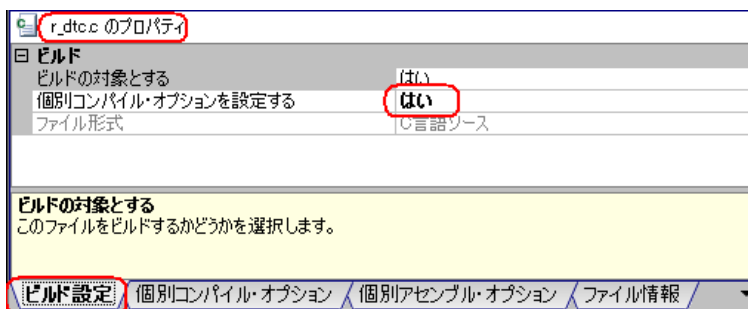 r_dtc.c のプロパティ
ビルド
ビルドの対象とする はい
個別コンパイル・オプションを設定する はい
ファイル形式 C言語ソース
ビルドの対象とする
このファイルをビルドするかどうかを選択します。
ビルド設定 個別コンパイル・オプション 個別アセンブル・オプション ファイル情報